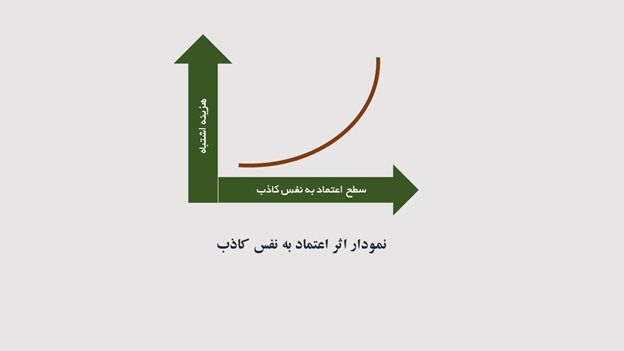 هزینه اشتباه
سطح اعتماد به نفس کاذب
نمودار اثر اعتماد به نفس کاذب